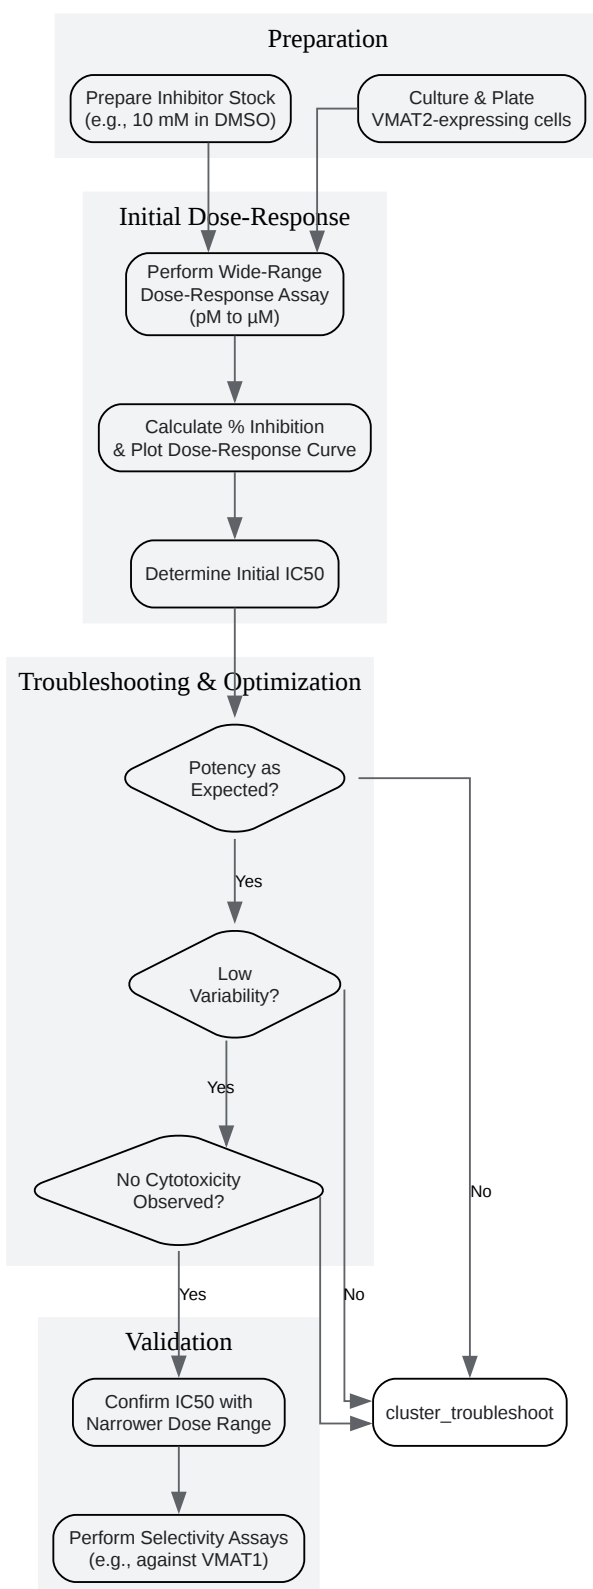 Preparation
Prepare Inhibitor Stock
(e.g., 10 mM in DMSO)
Culture & Plate
VMAT2-expressing cells
Initial Dose-Response
Perform Wide-Range
Dose-Response Assay
(pM to µM)
Calculate % Inhibition
& Plot Dose-Response Curve
Determine Initial IC50
Troubleshooting & Optimization
Potency as
Expected?
Yes
Low
Variability?
Yes
No Cytotoxicity
Observed?
No
Yes
No
Validation
Confirm IC50 with
Narrower Dose Range
cluster_troubleshoot
Perform Selectivity Assays
(e.g., against VMAT1)